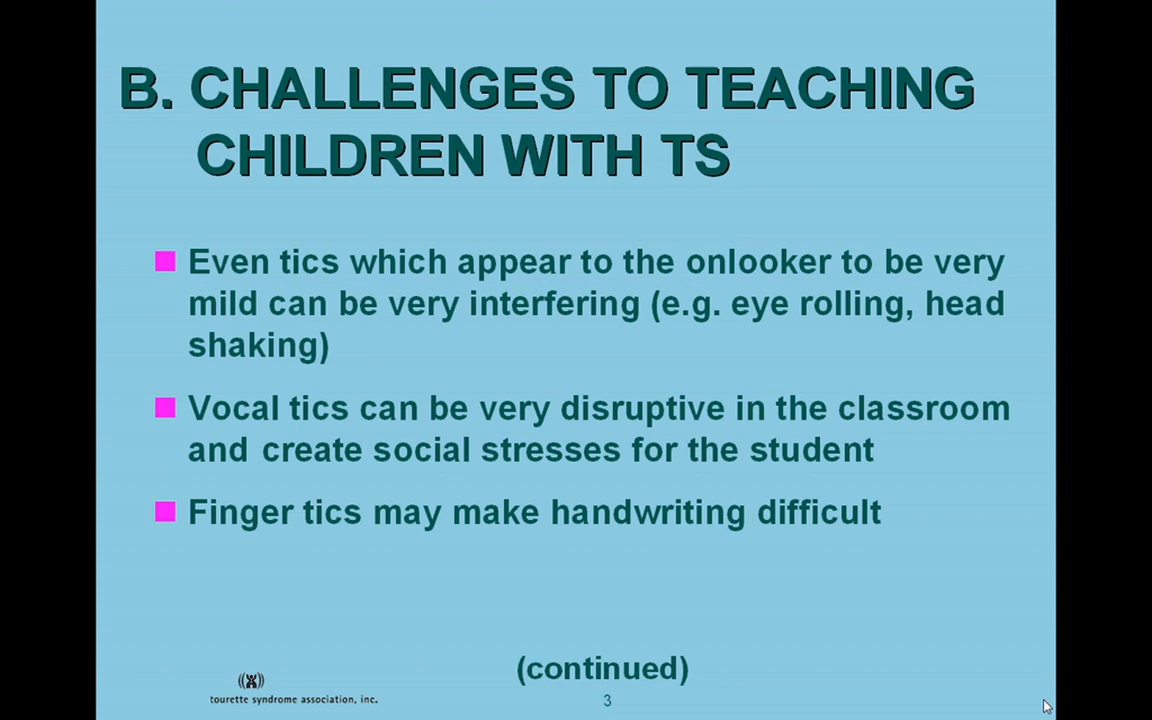 B. CHALLENGES TO TEACHING
CHILDREN WITH TS
Even tics which appear to the onlooker to be very
mild can be very interfering (e.g. eye rolling, head
shaking)
Vocal tics can be very disruptive in the classroom
and create social stresses for the student
Finger tics may make handwriting difficult
(continued)
tourette syndrome association, inc.
3